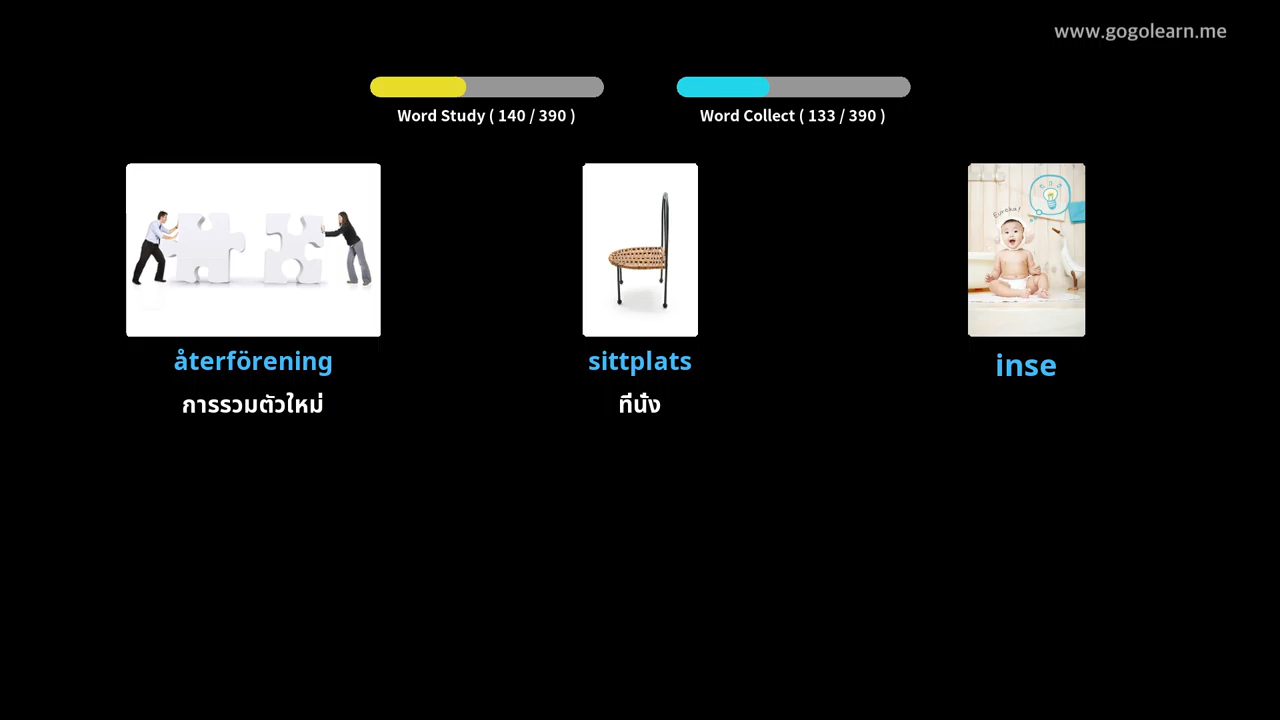 www.gogolearn.me
Word Study ( 140 / 390 )
Word Collect ( 133 / 390 )
Eureka!
återförening
sittplats
inse
การรวมตัวใหม่
ที่นั่ง